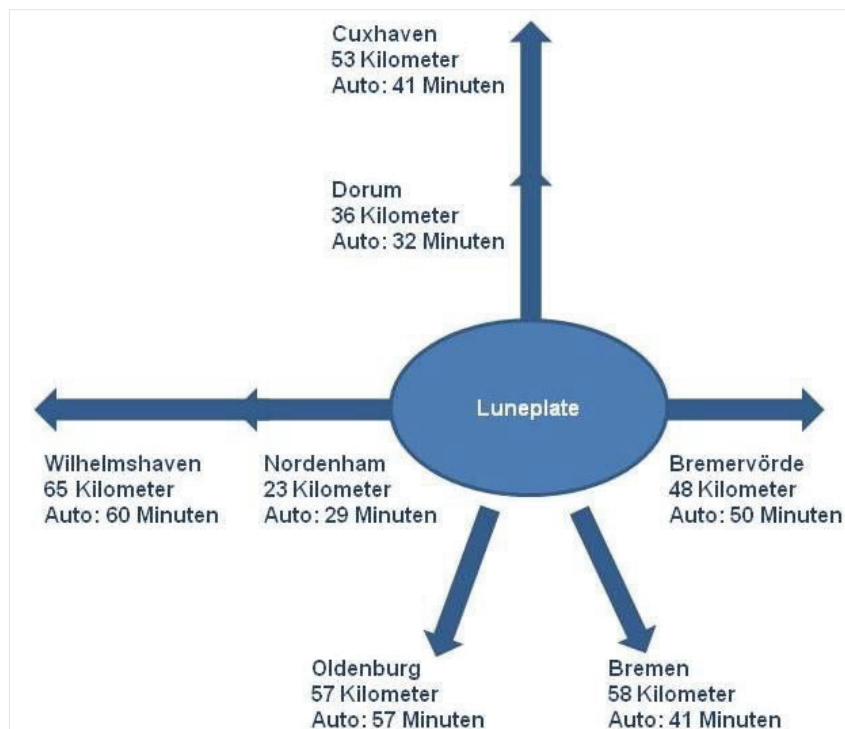 Cuxhaven
53 Kilometer
Auto: 41 Minuten
Dorum
36 Kilometer
Auto: 32 Minuten
Luneplate
Wilhelmshaven
65 Kilometer
Auto: 60 Minuten
Nordenham
23 Kilometer
Auto: 29 Minuten
Bremervörde
48 Kilometer
Auto: 50 Minuten
Oldenburg
57 Kilometer
Auto: 57 Minuten
Bremen
58 Kilometer
Auto: 41 Minuten